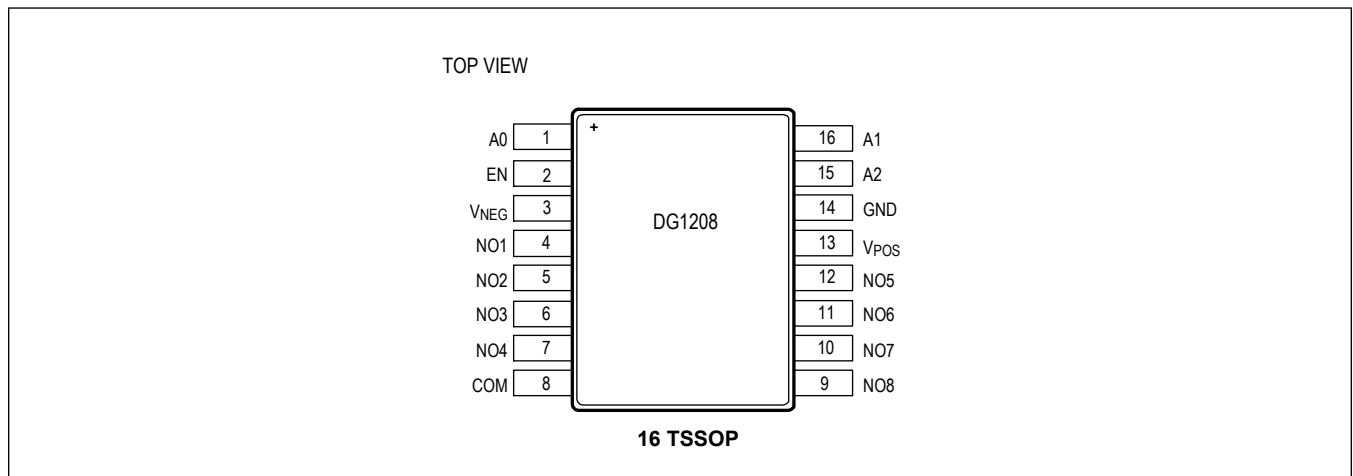 TOP VIEW
A0 1 + 16 A1
EN 2 15 A2
VNEG 3 14 GND
DG1208
NO1 4 13 VPOS
NO2 5 12 NO5
NO3 6 11 NO6
NO4 7 10 NO7
COM 8 9 NO8
16 TSSOP